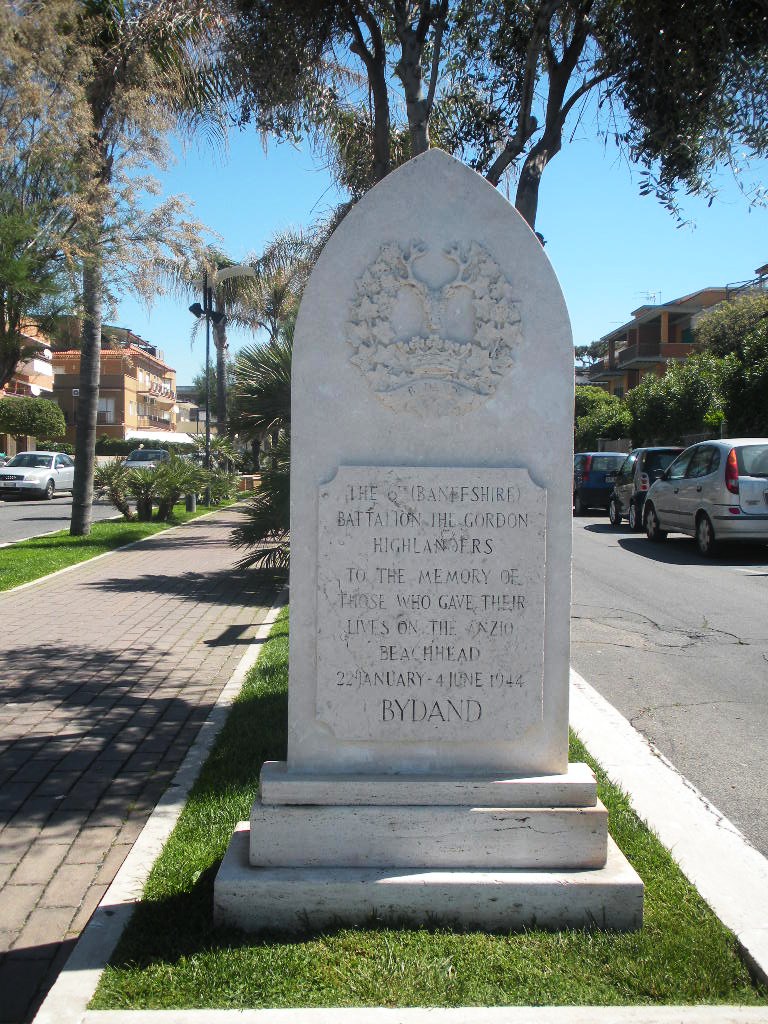 THE 6TH (BANFFSHIRE)
BATTALION THE GORDON
HIGHLANDERS
TO THE MEMORY OF
THOSE WHO GAVE THEIR
LIVES ON THE ANZIO
BEACHHEAD
22 JANUARY - 4 JUNE 1944
BYDAND